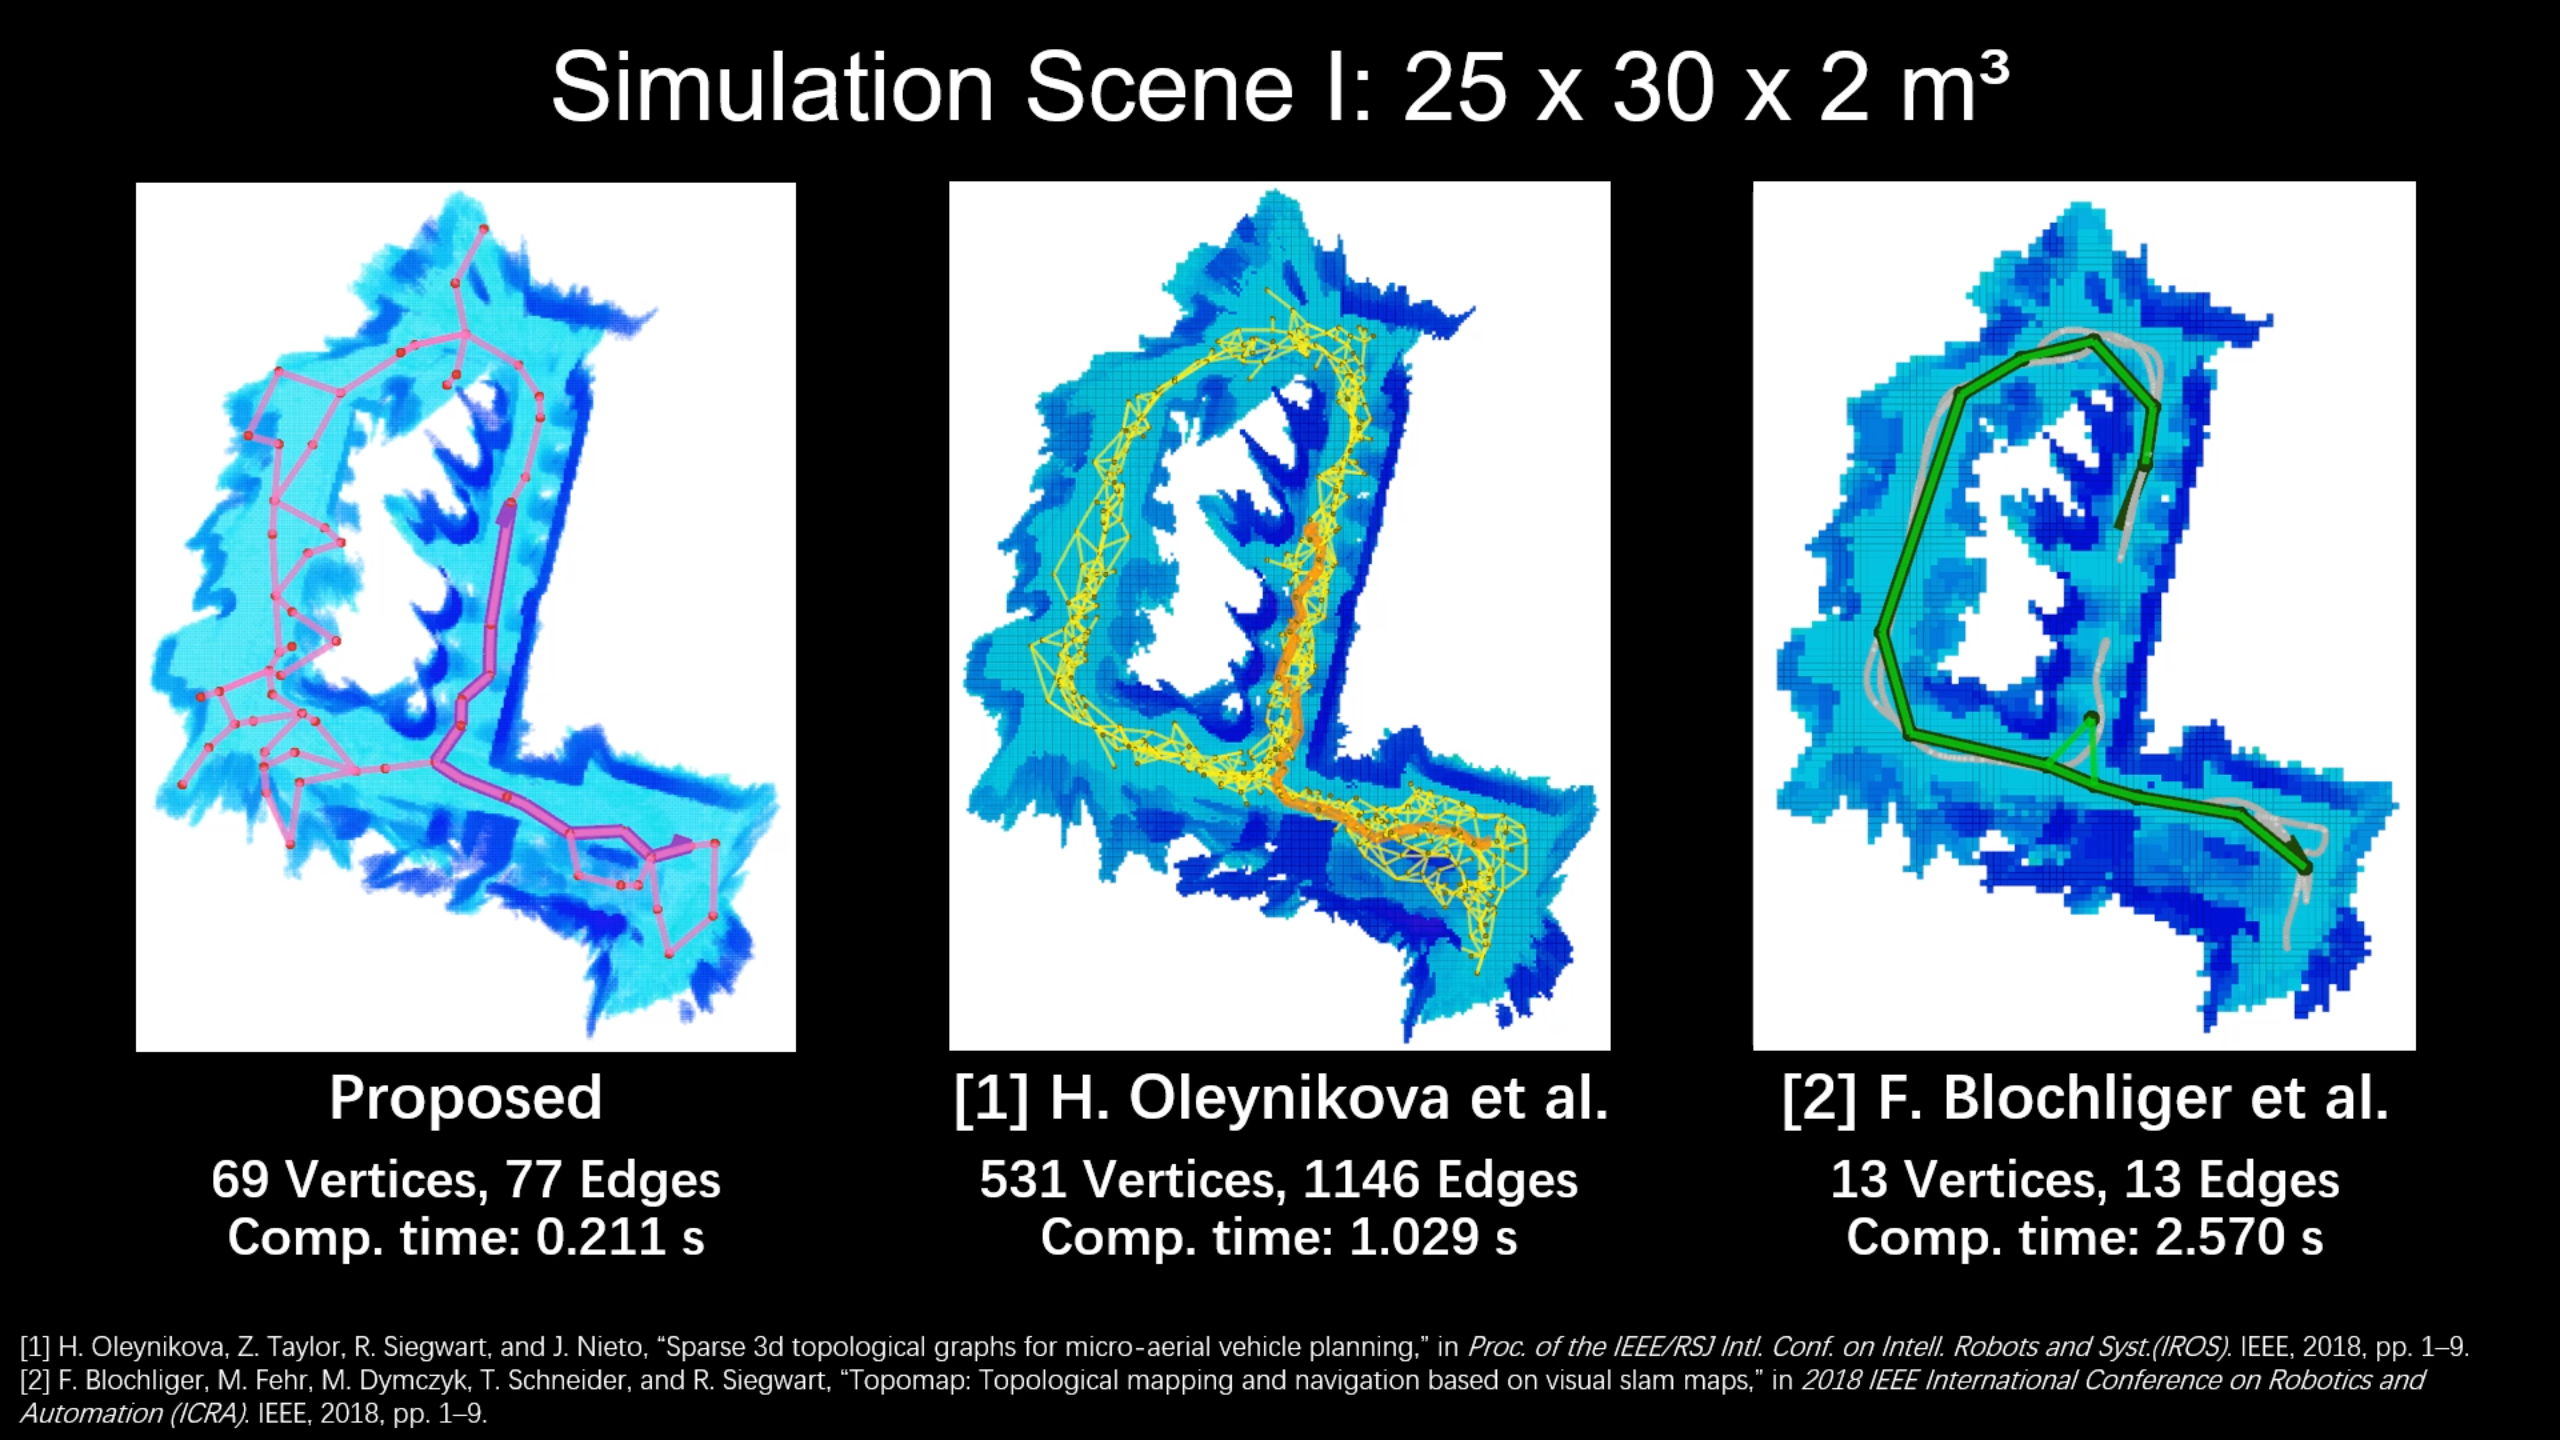 Simulation Scene I: 25 x 30 x 2 m³
Proposed
69 Vertices, 77 Edges
Comp. time: 0.211 s
[1] H. Oleynikova et al.
531 Vertices, 1146 Edges
Comp. time: 1.029 s
[2] F. Blochliger et al.
13 Vertices, 13 Edges
Comp. time: 2.570 s
[1] H. Oleynikova, Z. Taylor, R. Siegwart, and J. Nieto, “Sparse 3d topological graphs for micro-aerial vehicle planning,” in Proc. of the IEEE/RSJ Intl. Conf. on Intell. Robots and Syst.(IROS). IEEE, 2018, pp. 1–9.
[2] F. Blochliger, M. Fehr, M. Dymczyk, T. Schneider, and R. Siegwart, “Topomap: Topological mapping and navigation based on visual slam maps,” in 2018 IEEE International Conference on Robotics and
Automation (ICRA). IEEE, 2018, pp. 1–9.